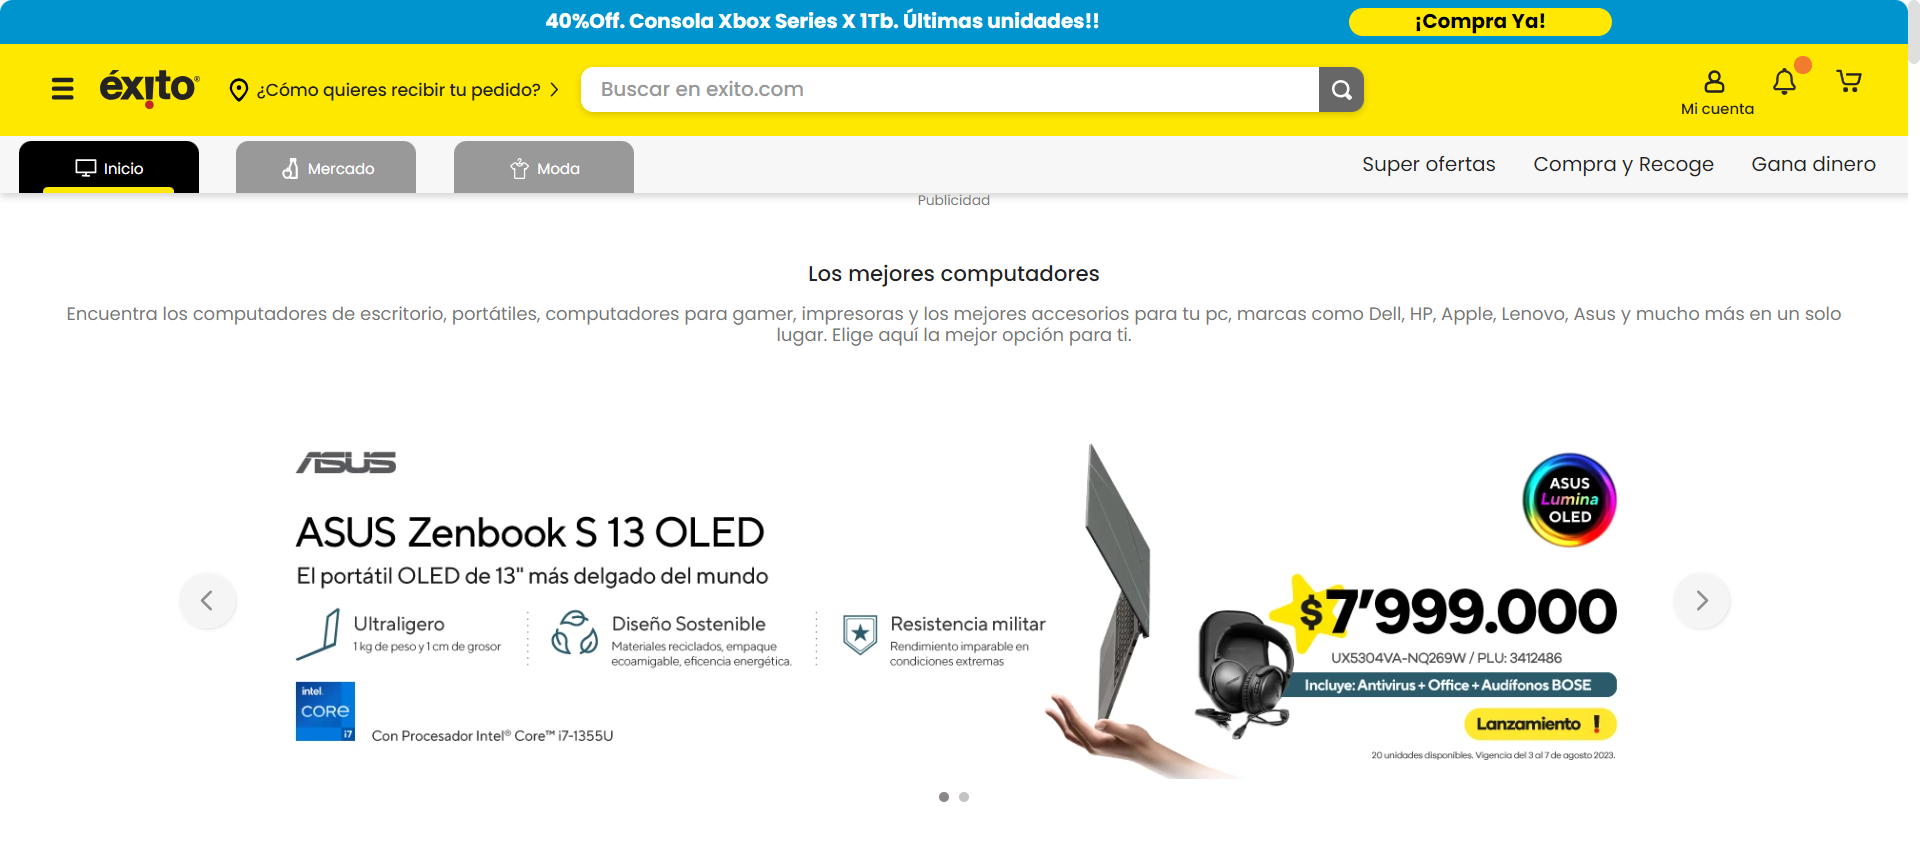 40%Off. Consola Xbox Series X 1Tb. Últimas unidades!!
¡Compra Ya!
éxito
¿Cómo quieres recibir tu pedido?
Buscar en exito.com
Mi cuenta
Inicio
Mercado
Moda
Super ofertas
Compra y Recoge
Gana dinero
Publicidad
Los mejores computadores
Encuentra los computadores de escritorio, portátiles, computadores para gamer, impresoras y los mejores accesorios para tu pc, marcas como Dell, HP, Apple, Lenovo, Asus y mucho más en un solo
lugar. Elige aquí la mejor opción para ti.
ASUS
ASUS Zenbook S 13 OLED
El portátil OLED de 13" más delgado del mundo
Ultraligero
1 kg de peso y 1 cm de grosor
Diseño Sostenible
Materiales reciclados, empaque
ecoamigable, eficencia energética.
Resistencia militar
Rendimiento imparable en
condiciones extremas
intel
CORE
i7
Con Procesador Intel® Core™ i7-1355U
ASUS
Lumina
OLED
$7'999.000
UX5304VA-NQ269W / PLU: 3412486
Incluye: Antivirus + Office + Audífonos BOSE
Lanzamiento !
20 unidades disponibles. Vigencia del 3 al 7 de agosto 2023.